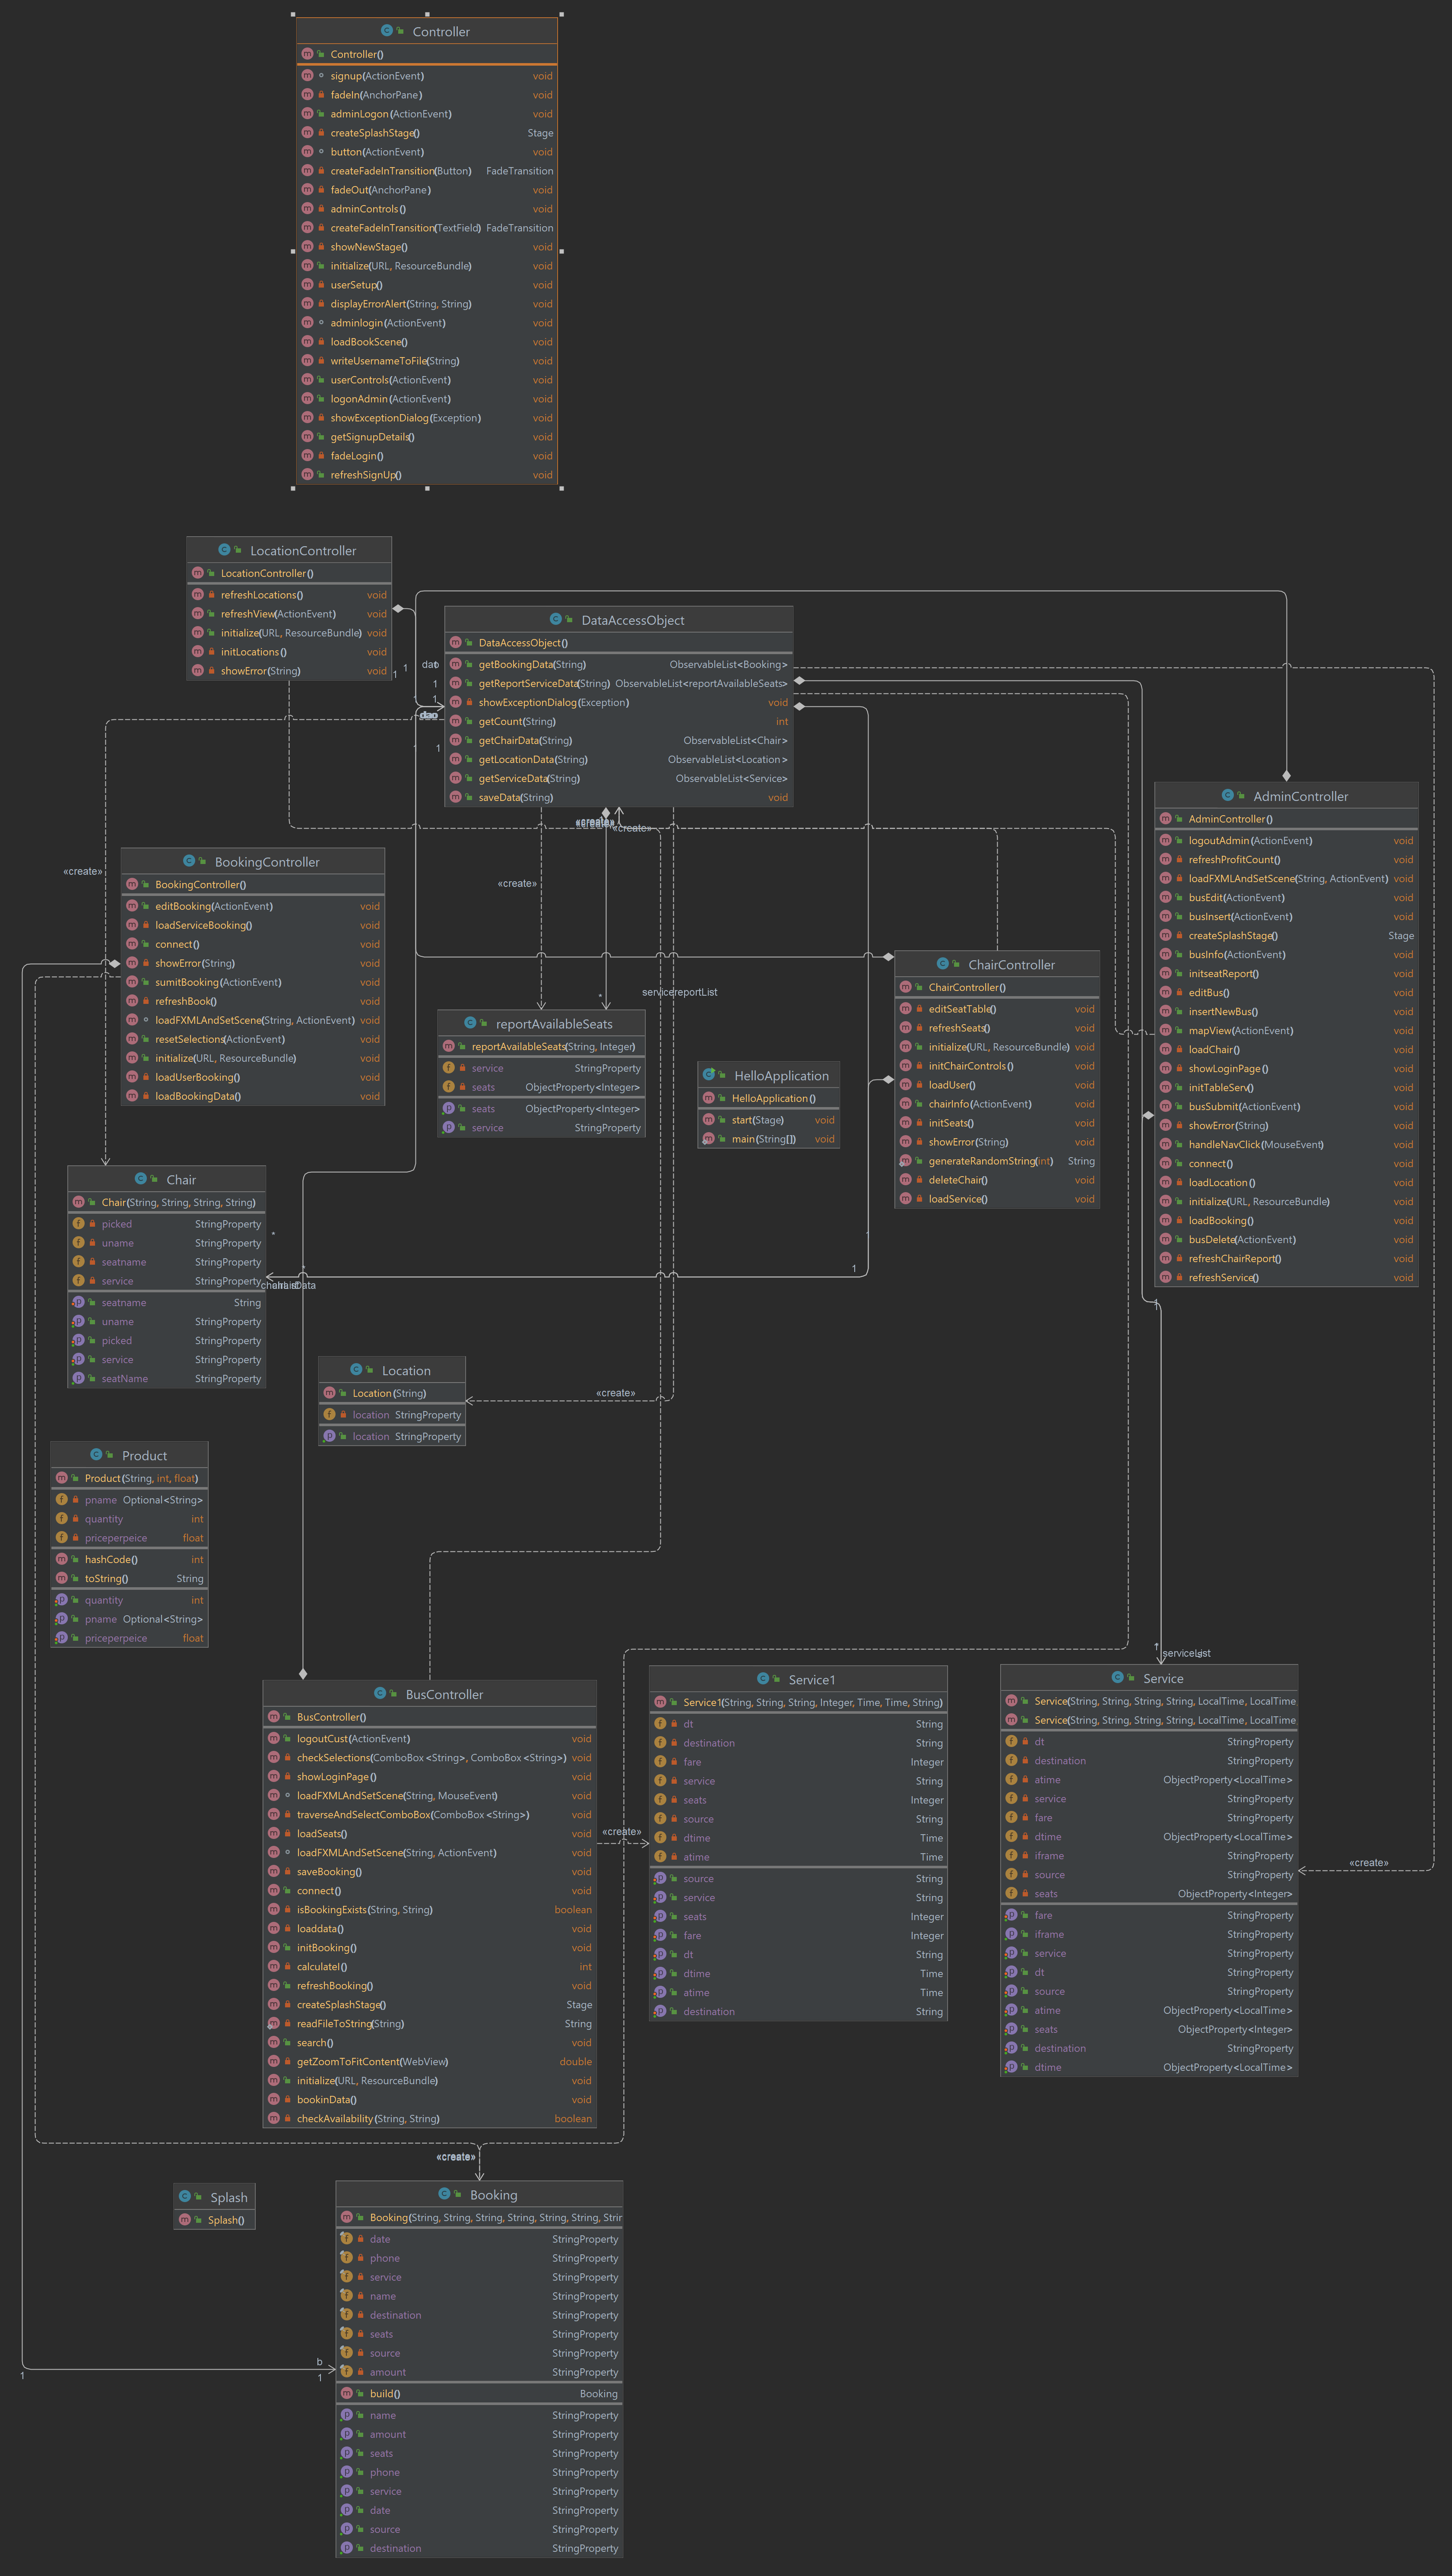 Controller
Controller()
signup(ActionEvent) void
fadeIn(AnchorPane) void
adminLogon(ActionEvent) void
createSplashStage() Stage
button(ActionEvent) void
createFadeInTransition(Button) FadeTransition
fadeOut(AnchorPane) void
adminControls() void
createFadeInTransition(TextField) FadeTransition
showNewStage() void
initialize(URL, ResourceBundle) void
userSetup() void
displayErrorAlert(String, String) void
adminlogin(ActionEvent) void
loadBookScene() void
writeUsernameToFile(String) void
userControls(ActionEvent) void
logonAdmin(ActionEvent) void
showExceptionDialog(Exception) void
getSignupDetails() void
fadeLogin() void
refreshSignUp() void
LocationController
LocationController()
refreshLocations() void
refreshView(ActionEvent) void
initialize(URL, ResourceBundle) void
initLocations() void
showError(String) void
1
1
1
1
1
dao
DataAccessObject
DataAccessObject()
getBookingData(String) ObservableList<Booking>
getReportServiceData(String) ObservableList<reportAvailableSeats>
showExceptionDialog(Exception) void
getCount(String) int
getChairData(String) ObservableList<Chair>
getLocationData(String) ObservableList<Location>
getServiceData(String) ObservableList<Service>
saveData(String) void
«create»
«create»
AdminController
AdminController()
logoutAdmin(ActionEvent) void
refreshProfitCount() void
loadFXMLAndSetScene(String, ActionEvent) void
busEdit(ActionEvent) void
busInsert(ActionEvent) void
createSplashStage() Stage
busInfo(ActionEvent) void
initseatReport() void
editBus() void
insertNewBus() void
mapView(ActionEvent) void
loadChair() void
showLoginPage() void
initTableServ() void
busSubmit(ActionEvent) void
showError(String) void
handleNavClick(MouseEvent) void
connect() void
loadLocation() void
initialize(URL, ResourceBundle) void
loadBooking() void
busDelete(ActionEvent) void
refreshChairReport() void
refreshService() void
1
BookingController
BookingController()
editBooking(ActionEvent) void
loadServiceBooking() void
connect() void
showError(String) void
sumitBooking(ActionEvent) void
refreshBook() void
loadFXMLAndSetScene(String, ActionEvent) void
resetSelections(ActionEvent) void
initialize(URL, ResourceBundle) void
loadUserBooking() void
loadBookingData() void
«create»
«create»
ChairController
ChairController()
editSeatTable() void
refreshSeats() void
initialize(URL, ResourceBundle) void
initChairControls() void
loadUser() void
chairInfo(ActionEvent) void
initSeats() void
showError(String) void
generateRandomString(int) String
deleteChair() void
loadService() void
*
servicereportList
reportAvailableSeats
reportAvailableSeats(String, Integer)
service StringProperty
seats ObjectProperty<Integer>
seats ObjectProperty<Integer>
service StringProperty
HelloApplication
HelloApplication()
start(Stage) void
main(String[]) void
Chair
Chair(String, String, String, String)
picked StringProperty
uname StringProperty
seatname StringProperty
service StringProperty
seatname String
uname StringProperty
picked StringProperty
service StringProperty
seatName StringProperty
*
*
1
Location
Location(String)
location StringProperty
location StringProperty
«create»
Product
Product(String, int, float)
pname Optional<String>
quantity int
priceperpeice float
hashCode() int
toString() String
quantity int
pname Optional<String>
priceperpeice float
BusController
BusController()
logoutCust(ActionEvent) void
checkSelections(ComboBox<String>, ComboBox<String>) void
showLoginPage() void
loadFXMLAndSetScene(String, MouseEvent) void
traverseAndSelectComboBox(ComboBox<String>) void
loadSeats() void
loadFXMLAndSetScene(String, ActionEvent) void
saveBooking() void
connect() void
isBookingExists(String, String) boolean
loaddata() void
initBooking() void
calculateI() int
refreshBooking() void
createSplashStage() Stage
readFileToString(String) String
search() void
getZoomToFitContent(WebView) double
initialize(URL, ResourceBundle) void
bookinData() void
checkAvailability(String, String) boolean
«create»
Service1
Service1(String, String, String, Integer, Time, Time, String)
dt String
destination String
fare Integer
service String
seats Integer
source String
dtime Time
atime Time
source String
service String
seats Integer
fare Integer
dt String
dtime Time
atime Time
destination String
*
serviceList
Service
Service(String, String, String, String, LocalTime, LocalTime
Service(String, String, String, String, LocalTime, LocalTime
dt StringProperty
destination StringProperty
atime ObjectProperty<LocalTime>
service StringProperty
fare StringProperty
dtime ObjectProperty<LocalTime>
iframe StringProperty
source StringProperty
seats ObjectProperty<Integer>
fare StringProperty
iframe StringProperty
service StringProperty
dt StringProperty
source StringProperty
atime ObjectProperty<LocalTime>
seats ObjectProperty<Integer>
destination StringProperty
dtime ObjectProperty<LocalTime>
«create»
«create»
Splash
Splash()
Booking
Booking(String, String, String, String, String, String, Strin
date StringProperty
phone StringProperty
service StringProperty
name StringProperty
destination StringProperty
seats StringProperty
source StringProperty
amount StringProperty
build() Booking
name StringProperty
amount StringProperty
seats StringProperty
phone StringProperty
service StringProperty
date StringProperty
source StringProperty
destination StringProperty
1
b
1